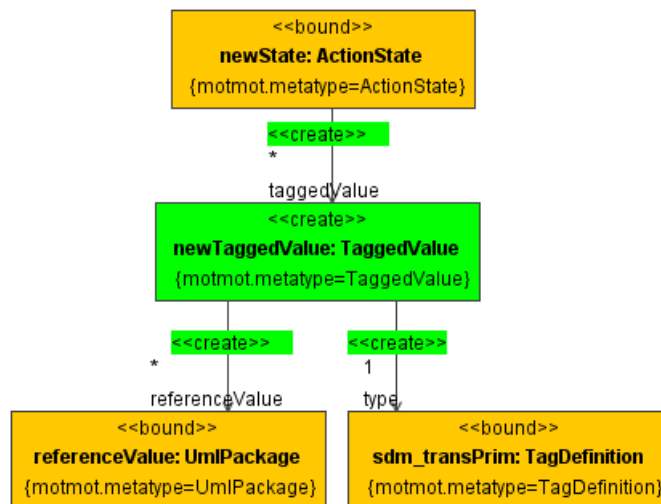 <<bound>>
newState: ActionState
{motmot.metatype=ActionState}
<<create>>
*
taggedValue
<<create>>
newTaggedValue: TaggedValue
{motmot.metatype=TaggedValue}
<<create>>
<<create>>
*
1
referenceValue
type
<<bound>>
referenceValue: UmlPackage
{motmot.metatype=UmlPackage}
<<bound>>
sdm_transPrim: TagDefinition
{motmot.metatype=TagDefinition}